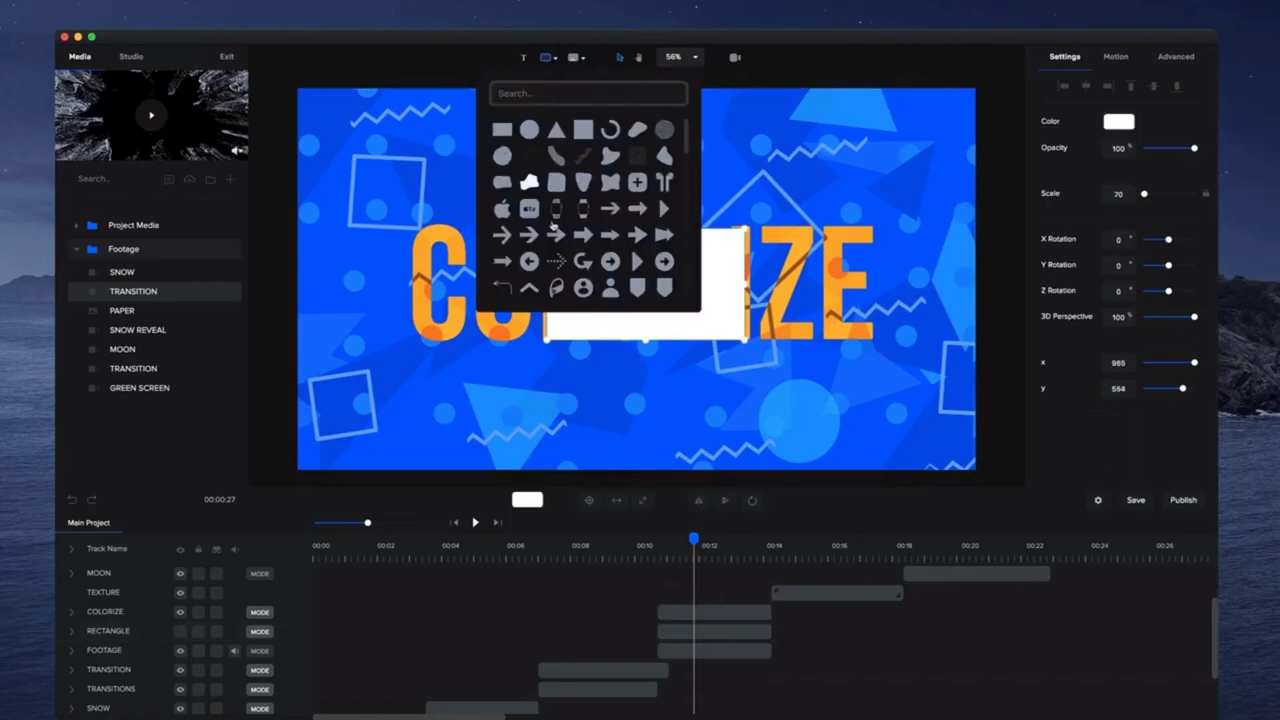 Media
Studio
Exit
T
56%
Settings
Motion
Advanced
Search...
Color
Opacity
100 %
Search..
Scale
70
Project Media
Footage
X Rotation
0 °
Y Rotation
0 °
Z Rotation
0 °
3D Perspective
100 %
SNOW
TRANSITION
PAPER
SNOW REVEAL
MOON
TRANSITION
GREEN SCREEN
x
965
y
554
tv
ZE
00:00:27
Save
Publish
Main Project
Track Name
00:00
00:02
00:04
00:06
00:08
00:10
00:12
00:14
00:16
00:18
00:20
00:22
00:24
00:26
MOON
MODE
TEXTURE
COLORIZE
MODE
RECTANGLE
MODE
FOOTAGE
MODE
TRANSITION
MODE
TRANSITIONS
MODE
SNOW
MODE